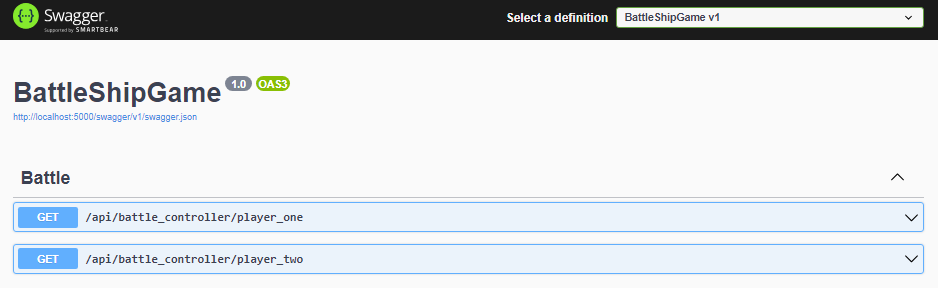 Swagger.
Supported by SMARTBEAR
Select a definition
BattleShipGame v1
BattleShipGame 1.0 OAS3
http://localhost:5000/swagger/v1/swagger.json
Battle
GET /api/battle_controller/player_one
GET /api/battle_controller/player_two